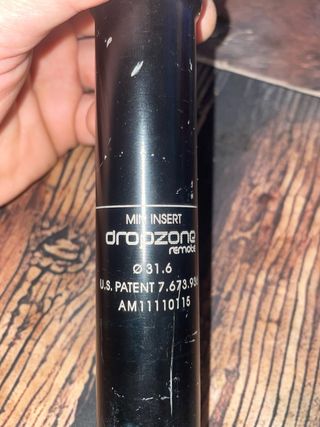 MIN INSERT
dropzone
remote
Ø 31.6
U.S. PATENT
AM11110115